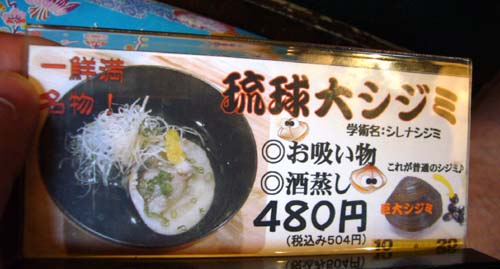 一鮮満
名物！
琉球大シジミ
学術名：シレナシジミ
◎お吸い物
◎酒蒸し
これが普通のシジミ♪
巨大シジミ
480円
(税込み504円)
10 20